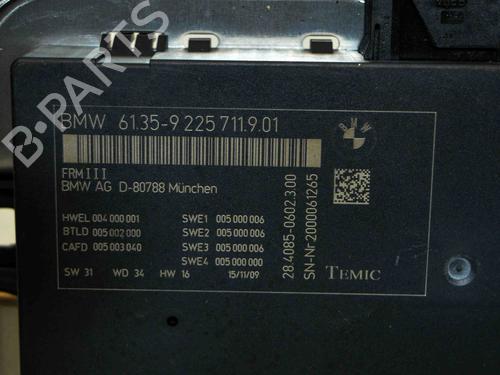 B-PARTS
BMW 61.35-9 225 711.9.01
BMW
FRMIII
BMW AG D-80788 München
HWEL 004 000 001 SWE1 005 000 006
BTLD 005 002 000 SWE2 005 000 006
CAFD 005 003 040 SWE3 005 000 006
SWE4 005 000 000
SW 31 WD 34 HW 16 15/11/09
28.4085-0602.3.00
SN-Nr.2000061265
TEMIC